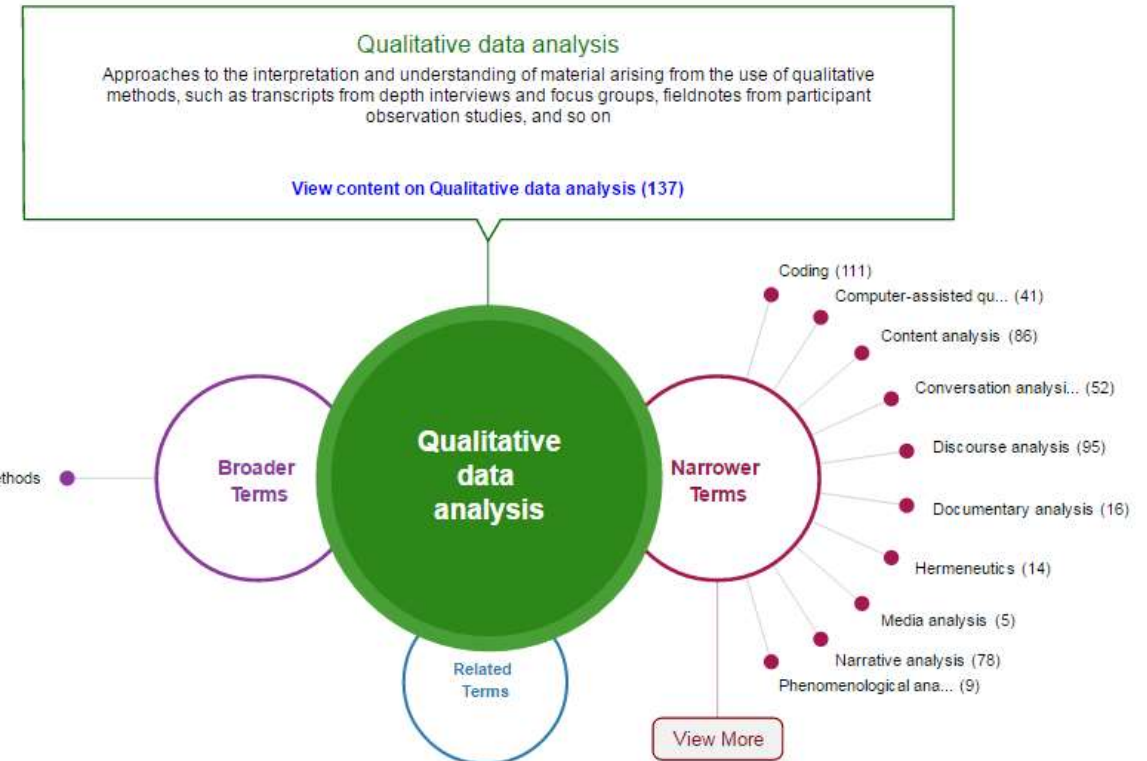 Qualitative data analysis
Approaches to the interpretation and understanding of material arising from the use of qualitative
methods, such as transcripts from depth interviews and focus groups, fieldnotes from participant
observation studies, and so on
View content on Qualitative data analysis (137)
Coding (111)
Computer-assisted qu... (41)
Content analysis (86)
Conversation analysi... (52)
Discourse analysis (95)
Documentary analysis (16)
Hermeneutics (14)
Media analysis (5)
Narrative analysis (78)
Phenomenological ana... (9)
Broader
Terms
Qualitative
data
analysis
Narrower
Terms
Related
Terms
View More